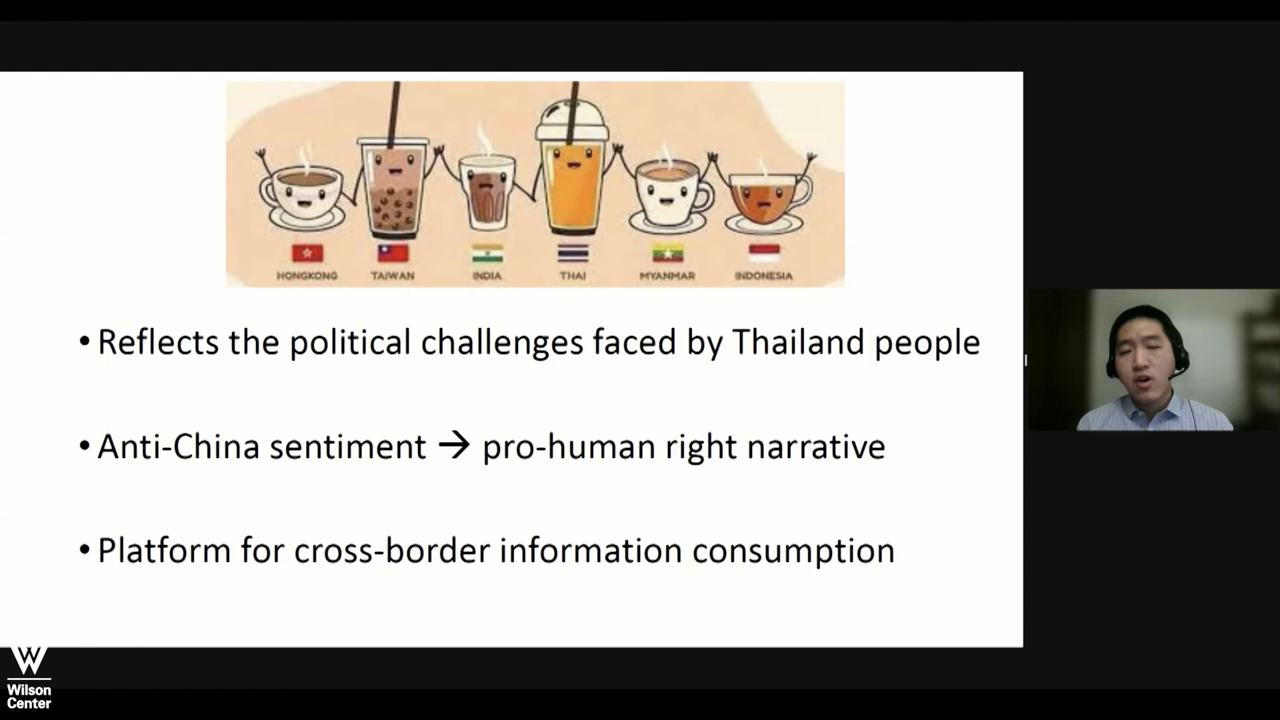 HONGKONG
TAIWAN
INDIA
THAI
MYANMAR
INDONESIA
• Reflects the political challenges faced by Thailand people
• Anti-China sentiment → pro-human right narrative
• Platform for cross-border information consumption
W
Wilson
Center